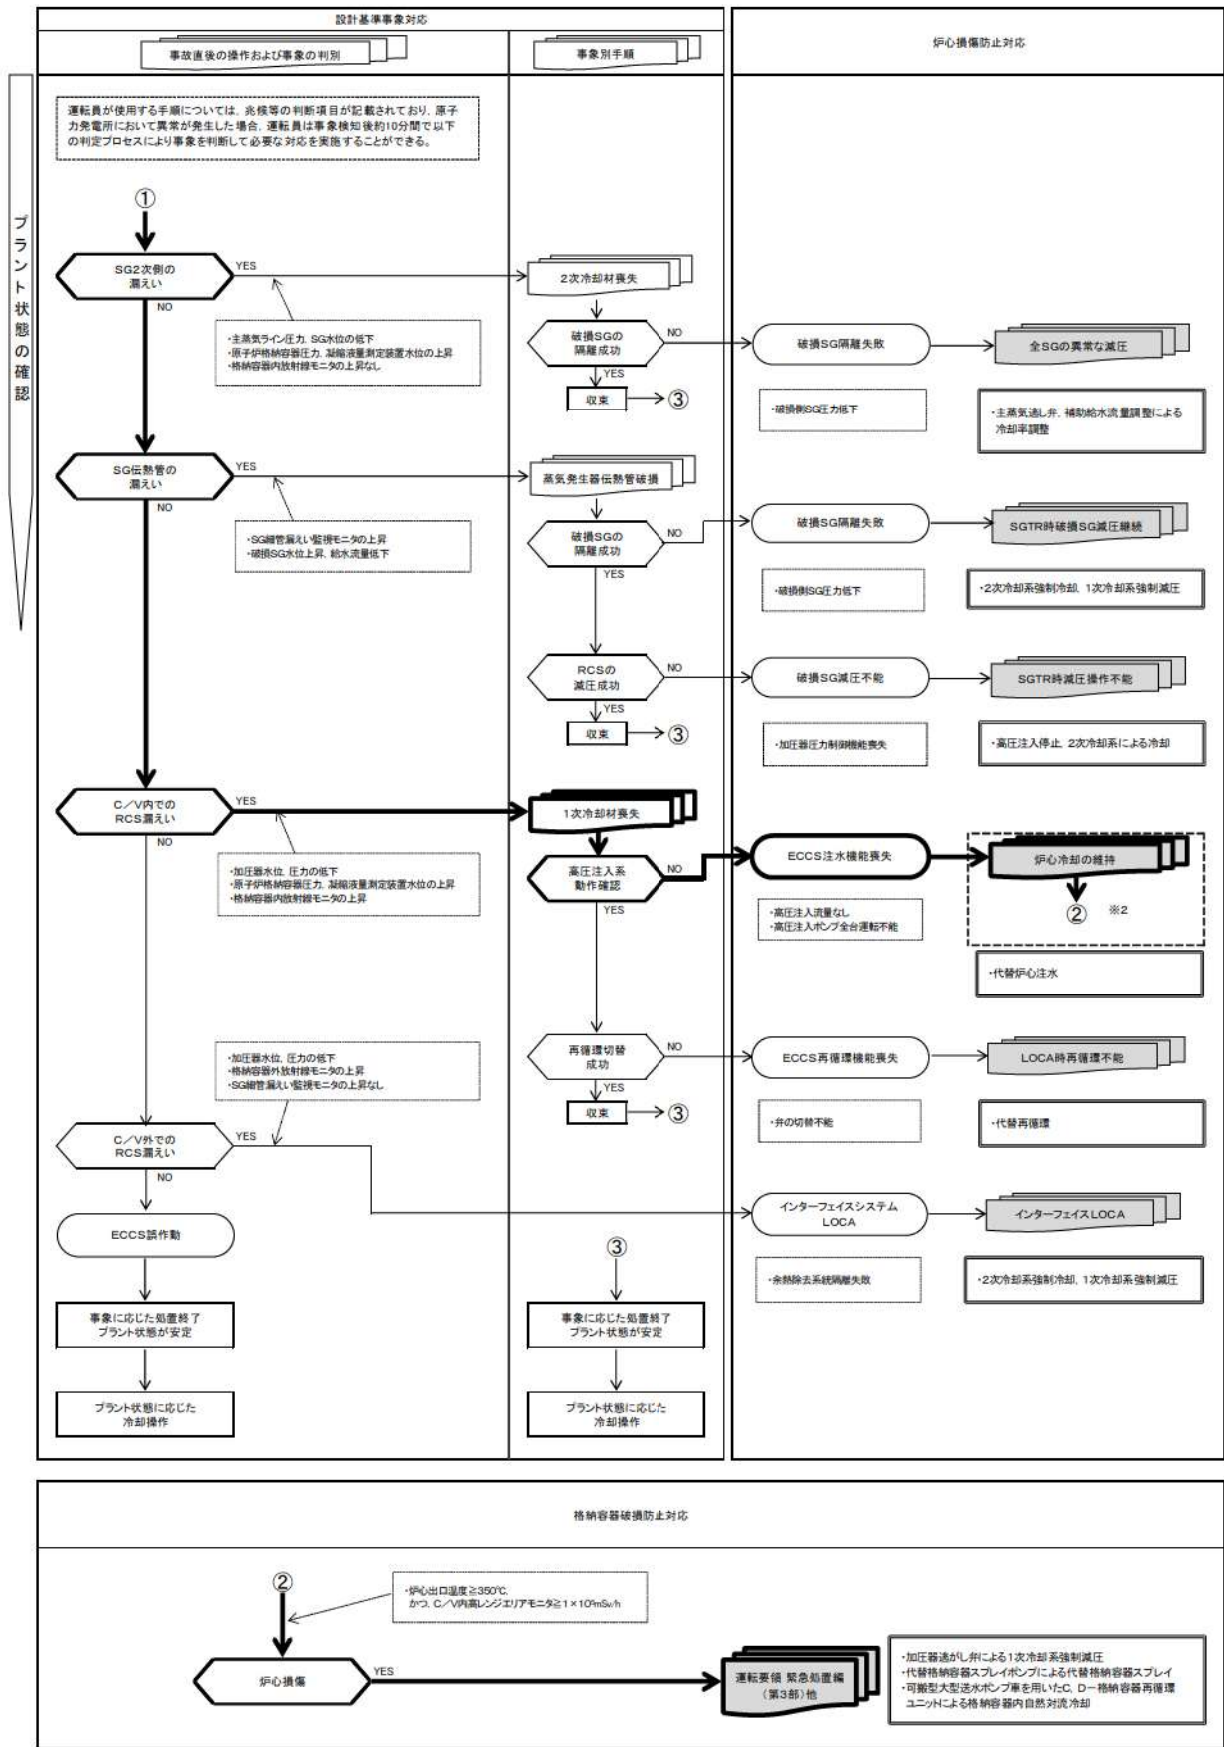 設計基準事象対応
事故直後の操作および事象の判別
事象別手順
炉心損傷防止対応
プラント状態の確認
運転員が使用する手順については、兆候等の判断項目が記載されており、原子
力発電所において異常が発生した場合、運転員は事象検知後約10分間で以下
の判定プロセスにより事象を判断して必要な対応を実施することができる。
①
SG2次側の
漏えい
YES
NO
・主蒸気ライン圧力、SG水位の低下
・原子炉格納容器圧力、凝縮液量測定装置水位の上昇
・格納容器内放射線モニタの上昇なし
2次冷却材喪失
破損SGの
隔離成功
NO
YES
収束
③
破損SG隔離失敗
全SGの異常な減圧
・破損側SG圧力低下
・主蒸気逃し弁、補助給水流量調整による
冷却率調整
SG伝熱管の
漏えい
YES
NO
・SG細管漏えい監視モニタの上昇
・破損SG水位上昇、給水流量低下
蒸気発生器伝熱管破損
破損SGの
隔離成功
NO
YES
破損SG隔離失敗
SGTR時破損SG減圧継続
・破損側SG圧力低下
・2次冷却系強制冷却、1次冷却系強制減圧
RCSの
減圧成功
NO
YES
収束
③
破損SG減圧不能
SGTR時減圧操作不能
・加圧器圧力制御機能喪失
・高圧注入停止、2次冷却系による冷却
C/V内での
RCS漏えい
YES
NO
・加圧器水位、圧力の低下
・原子炉格納容器圧力、凝縮液量測定装置水位の上昇
・格納容器内放射線モニタの上昇
1次冷却材喪失
高圧注入系
動作確認
NO
YES
ECCS注水機能喪失
炉心冷却の維持
② ※2
・高圧注入流量なし
・高圧注入ポンプ全台運転不能
・代替炉心注水
再循環切替
成功
NO
YES
収束
③
ECCS再循環機能喪失
LOCA時再循環不能
・弁の切替不能
・代替再循環
・加圧器水位、圧力の低下
・格納容器外放射線モニタの上昇
・SG細管漏えい監視モニタの上昇なし
C/V外での
RCS漏えい
YES
NO
インターフェイスシステム
LOCA
インターフェイスLOCA
・余熱除去系統隔離失敗
・2次冷却系強制冷却、1次冷却系強制減圧
ECCS誤作動
事象に応じた処置終了
プラント状態が安定
プラント状態に応じた
冷却操作
③
事象に応じた処置終了
プラント状態が安定
プラント状態に応じた
冷却操作
格納容器破損防止対応
②
・炉心出口温度≧350℃、
かつ、C/V内高レンジエリアモニタ≧1×10⁵mSv/h
炉心損傷
YES
運転要領 緊急処置編
(第3部)他
・加圧器逃がし弁による1次冷却系強制減圧
・代替格納容器スプレイポンプによる代替格納容器スプレイ
・可搬型大型送水ポンプ車を用いたC、D-格納容器再循環
ユニットによる格納容器内自然対流冷却